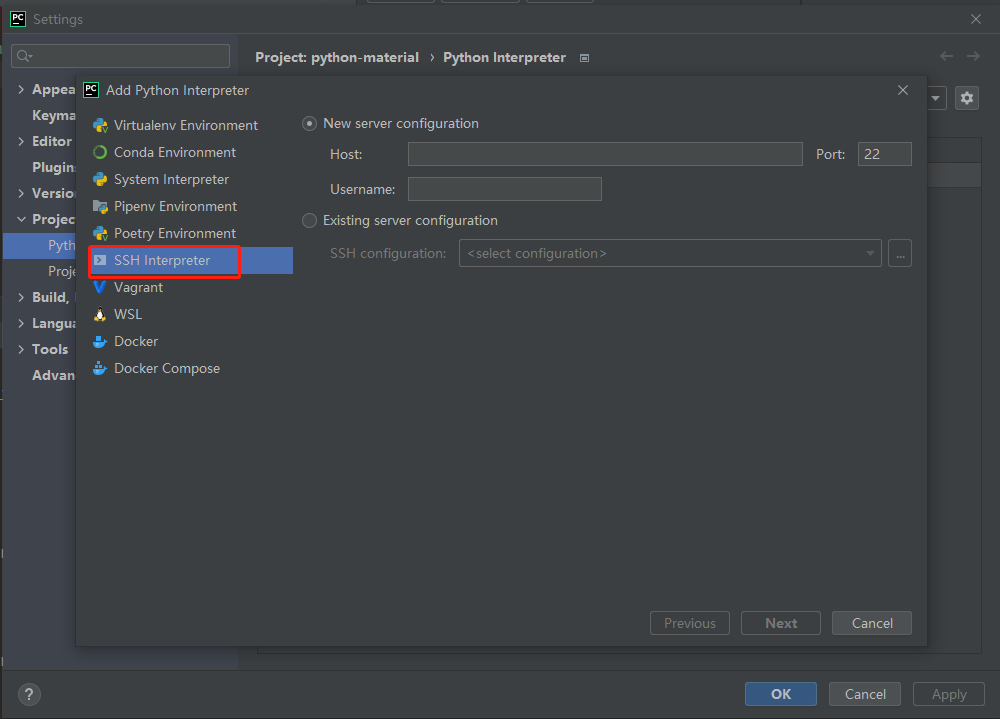 PC Settings
Project: python-material › Python Interpreter
Appea
Keyma
Editor
Plugin
Versio
Projec
Pyth
Proje
Build,
Langua
Tools
Advan
PC Add Python Interpreter
Virtualenv Environment
Conda Environment
System Interpreter
Pipenv Environment
Poetry Environment
SSH Interpreter
Vagrant
WSL
Docker
Docker Compose
New server configuration
Host: Port: 22
Username:
Existing server configuration
SSH configuration: <select configuration> ...
Previous Next Cancel
? OK Cancel Apply